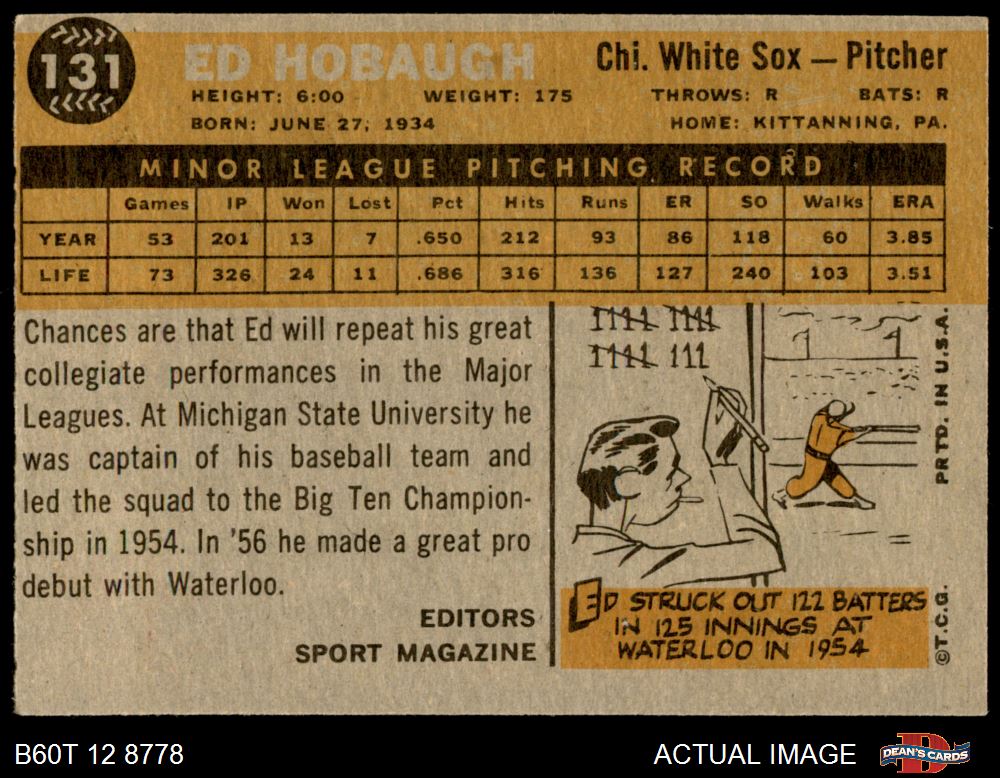 131
ED HOBAUGH
Chi. White Sox — Pitcher
HEIGHT: 6:00 WEIGHT: 175 THROWS: R BATS: R
BORN: JUNE 27, 1934 HOME: KITTANNING, PA.
MINOR LEAGUE PITCHING RECORD
Games IP Won Lost Pct Hits Runs ER SO Walks ERA
YEAR 53 201 13 7 .650 212 93 86 118 60 3.85
LIFE 73 326 24 11 .686 316 136 127 240 103 3.51
Chances are that Ed will repeat his great
collegiate performances in the Major
Leagues. At Michigan State University he
was captain of his baseball team and
led the squad to the Big Ten Champion-
ship in 1954. In '56 he made a great pro
debut with Waterloo.
EDITORS
SPORT MAGAZINE
ED STRUCK OUT 122 BATTERS
IN 125 INNINGS AT
WATERLOO IN 1954
©T.C.G. PRTD. IN U.S.A.
B60T 12 8778
ACTUAL IMAGE
D
DEAN'S CARDS